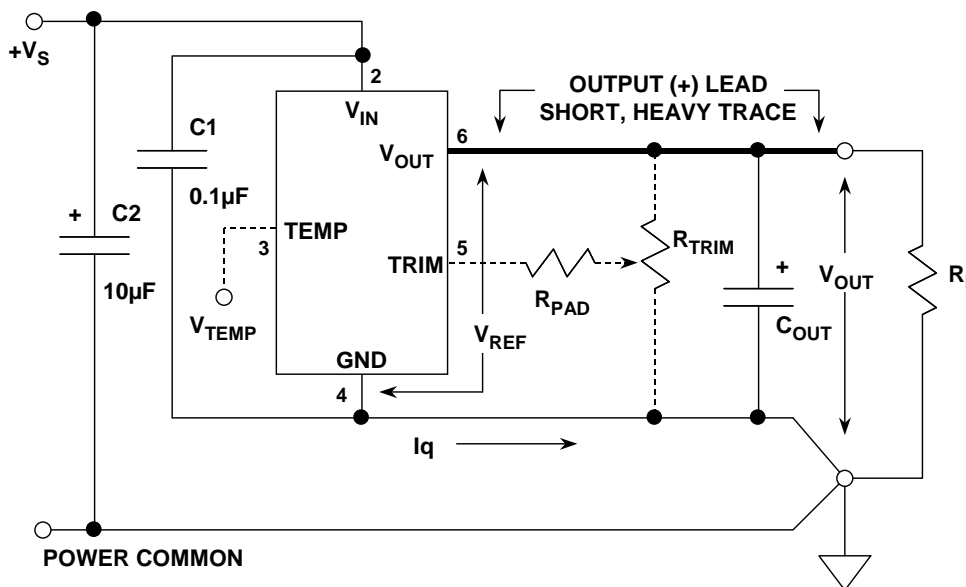 +VS
OUTPUT (+) LEAD
SHORT, HEAVY TRACE
2
VIN
6
VOUT
C1
0.1µF
+
C2
10µF
TEMP
3
VTEMP
TRIM
5
RPAD
RTRIM
VREF
+
COUT
VOUT
R
GND
4
Iq
POWER COMMON